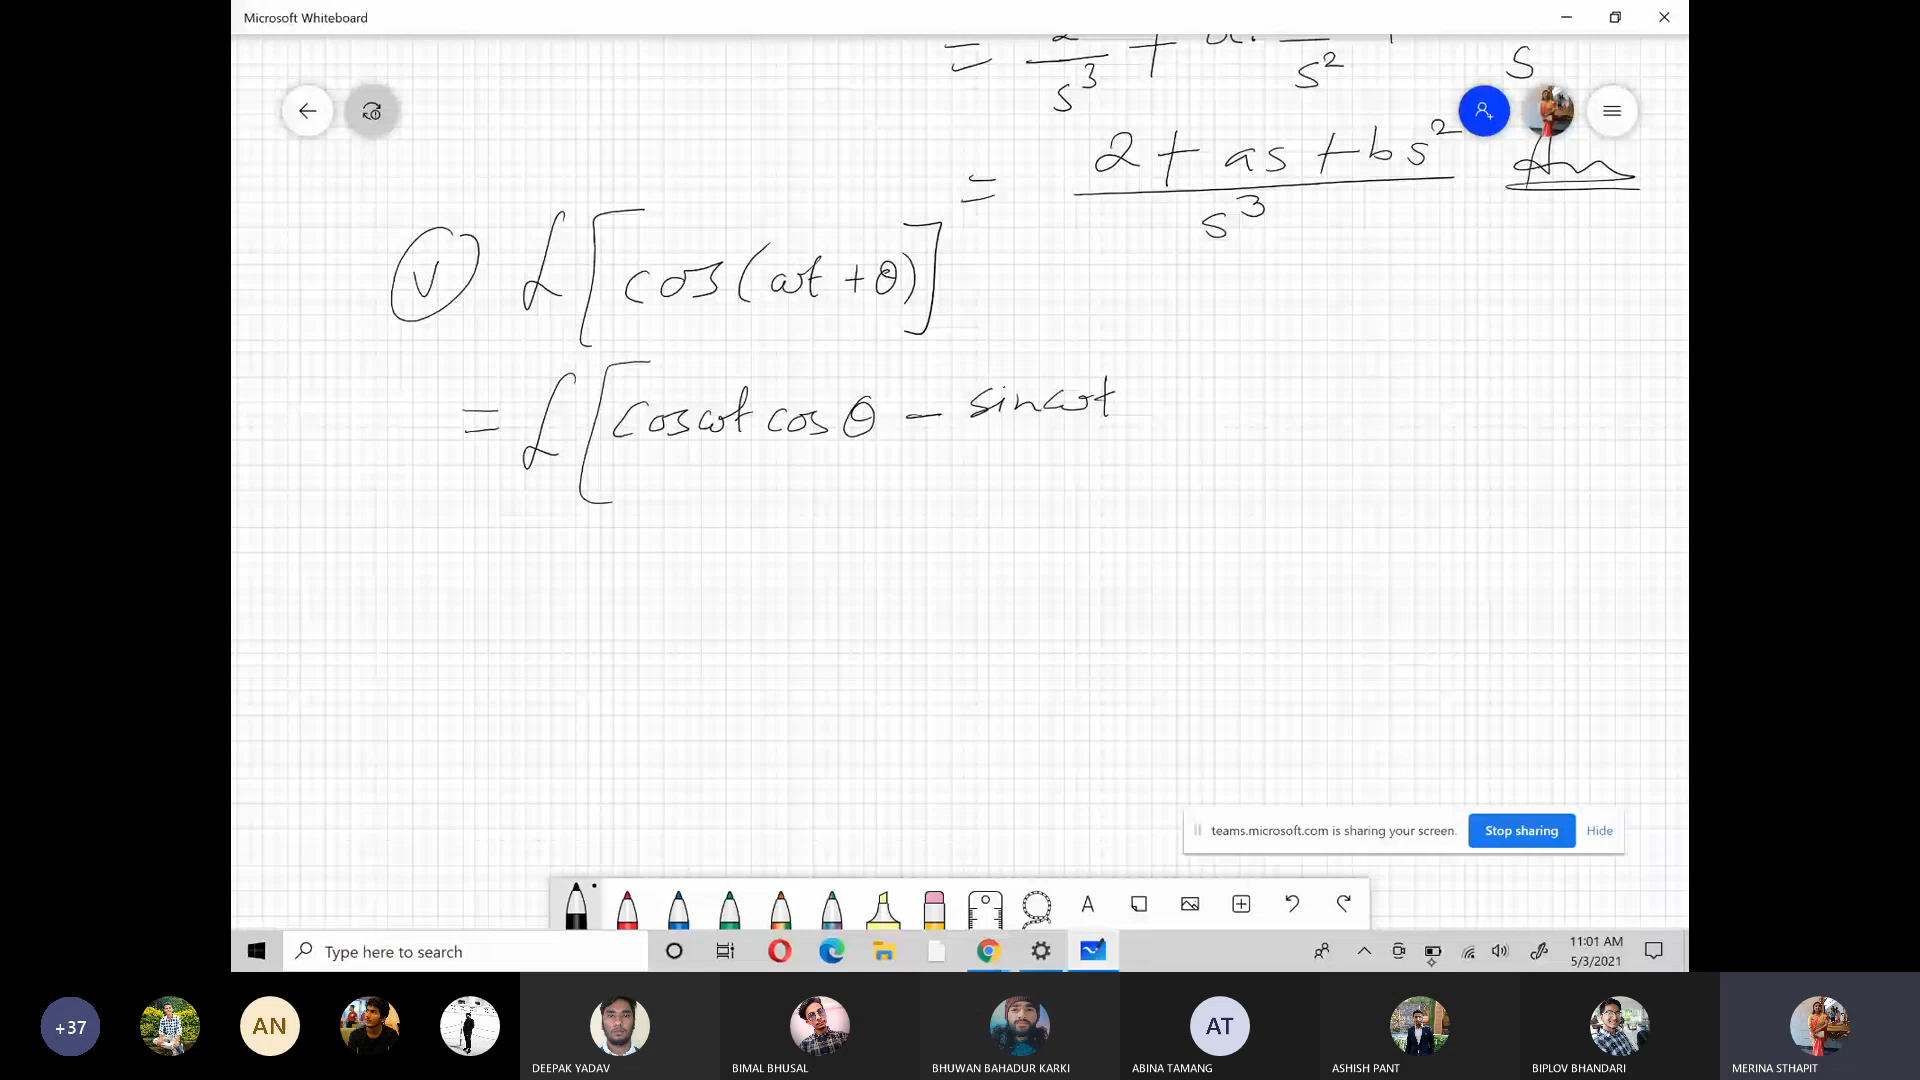 Microsoft Whiteboard
= 2/s³ + a. /s² s
= 2 + as + bs² / s³ Ans
(v) ℒ[cos(ωt + θ)]
= ℒ[cosωt cosθ - sinωt
teams.microsoft.com is sharing your screen. Stop sharing Hide
Type here to search
11:01 AM
5/3/2021
+37 AN AT
DEEPAK YADAV BIMAL BHUSAL BHUWAN BAHADUR KARKI ABINA TAMANG ASHISH PANT BIPLOV BHANDARI MERINA STHAPIT